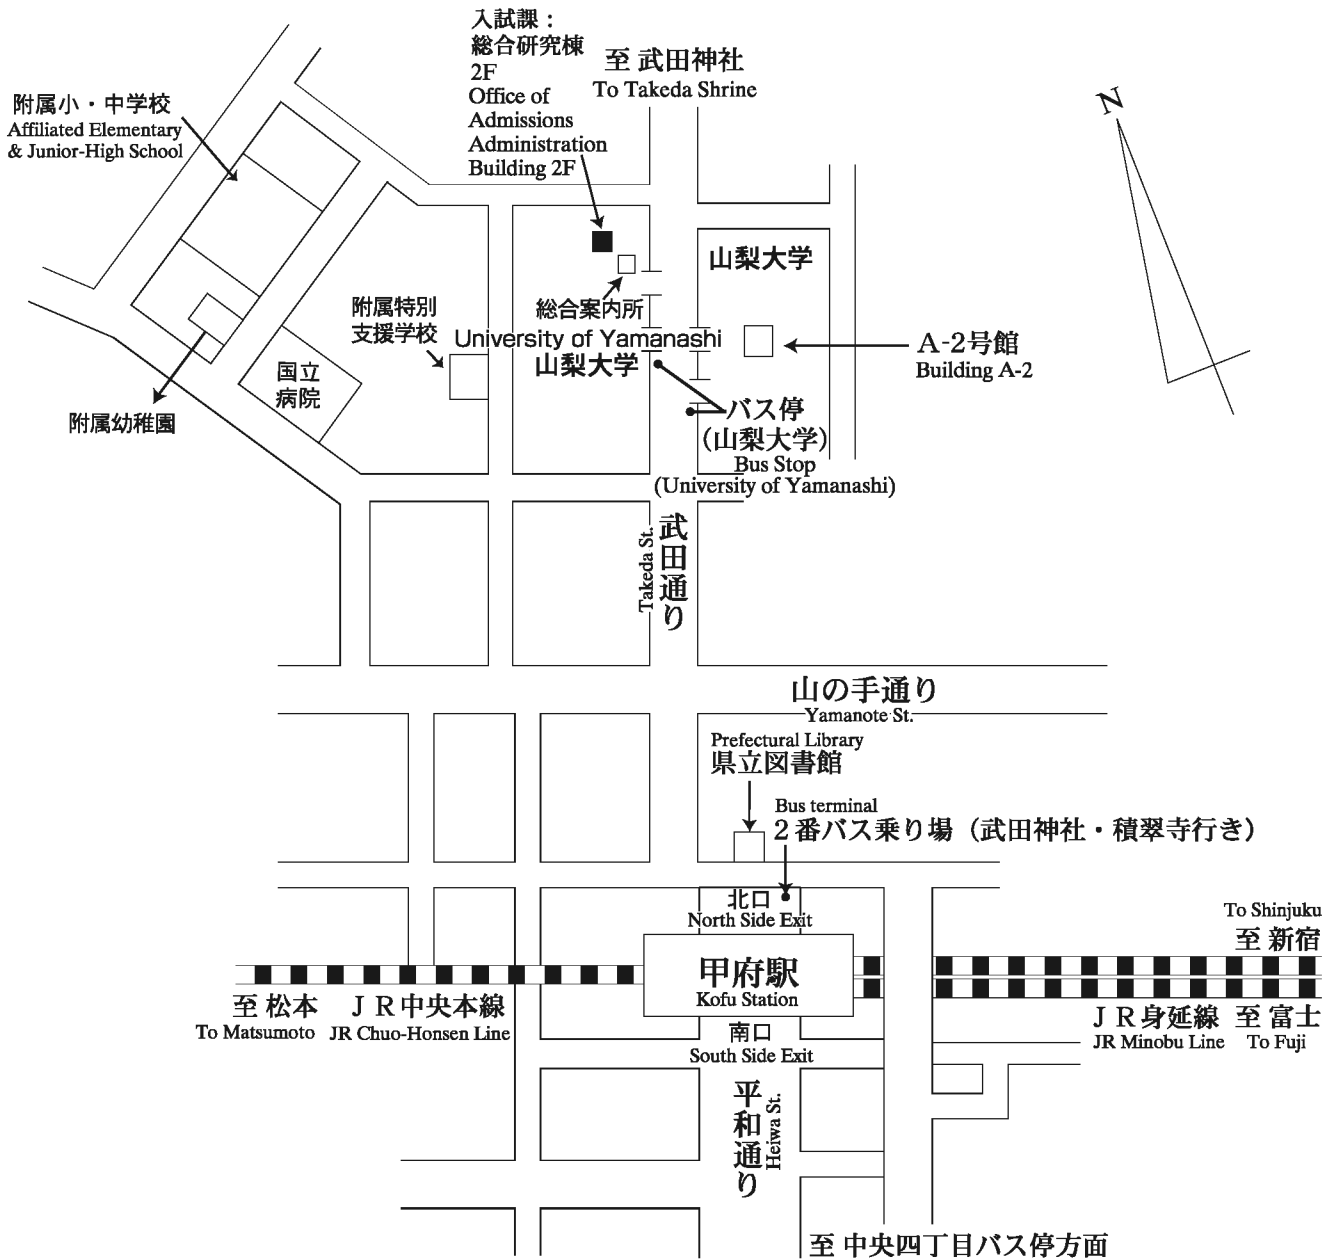 入試課：
総合研究棟
2F
Office of
Admissions
Administration
Building 2F
至 武田神社
To Takeda Shrine
N
附属小・中学校
Affiliated Elementary
& Junior-High School
山梨大学
附属特別
支援学校
総合案内所
University of Yamanashi
山梨大学
A-2号館
Building A-2
国立
病院
附属幼稚園
バス停
(山梨大学)
Bus Stop
(University of Yamanashi)
武田通り
Takeda St.
山の手通り
Yamanote St.
Prefectural Library
県立図書館
Bus terminal
２番バス乗り場（武田神社・積翠寺行き）
北口
North Side Exit
To Shinjuku
至 新宿
甲府駅
Kofu Station
至 松本
To Matsumoto
ＪＲ中央本線
JR Chuo-Honsen Line
ＪＲ身延線
JR Minobu Line
至 富士
To Fuji
南口
South Side Exit
平和通り
Heiwa St.
至 中央四丁目バス停方面